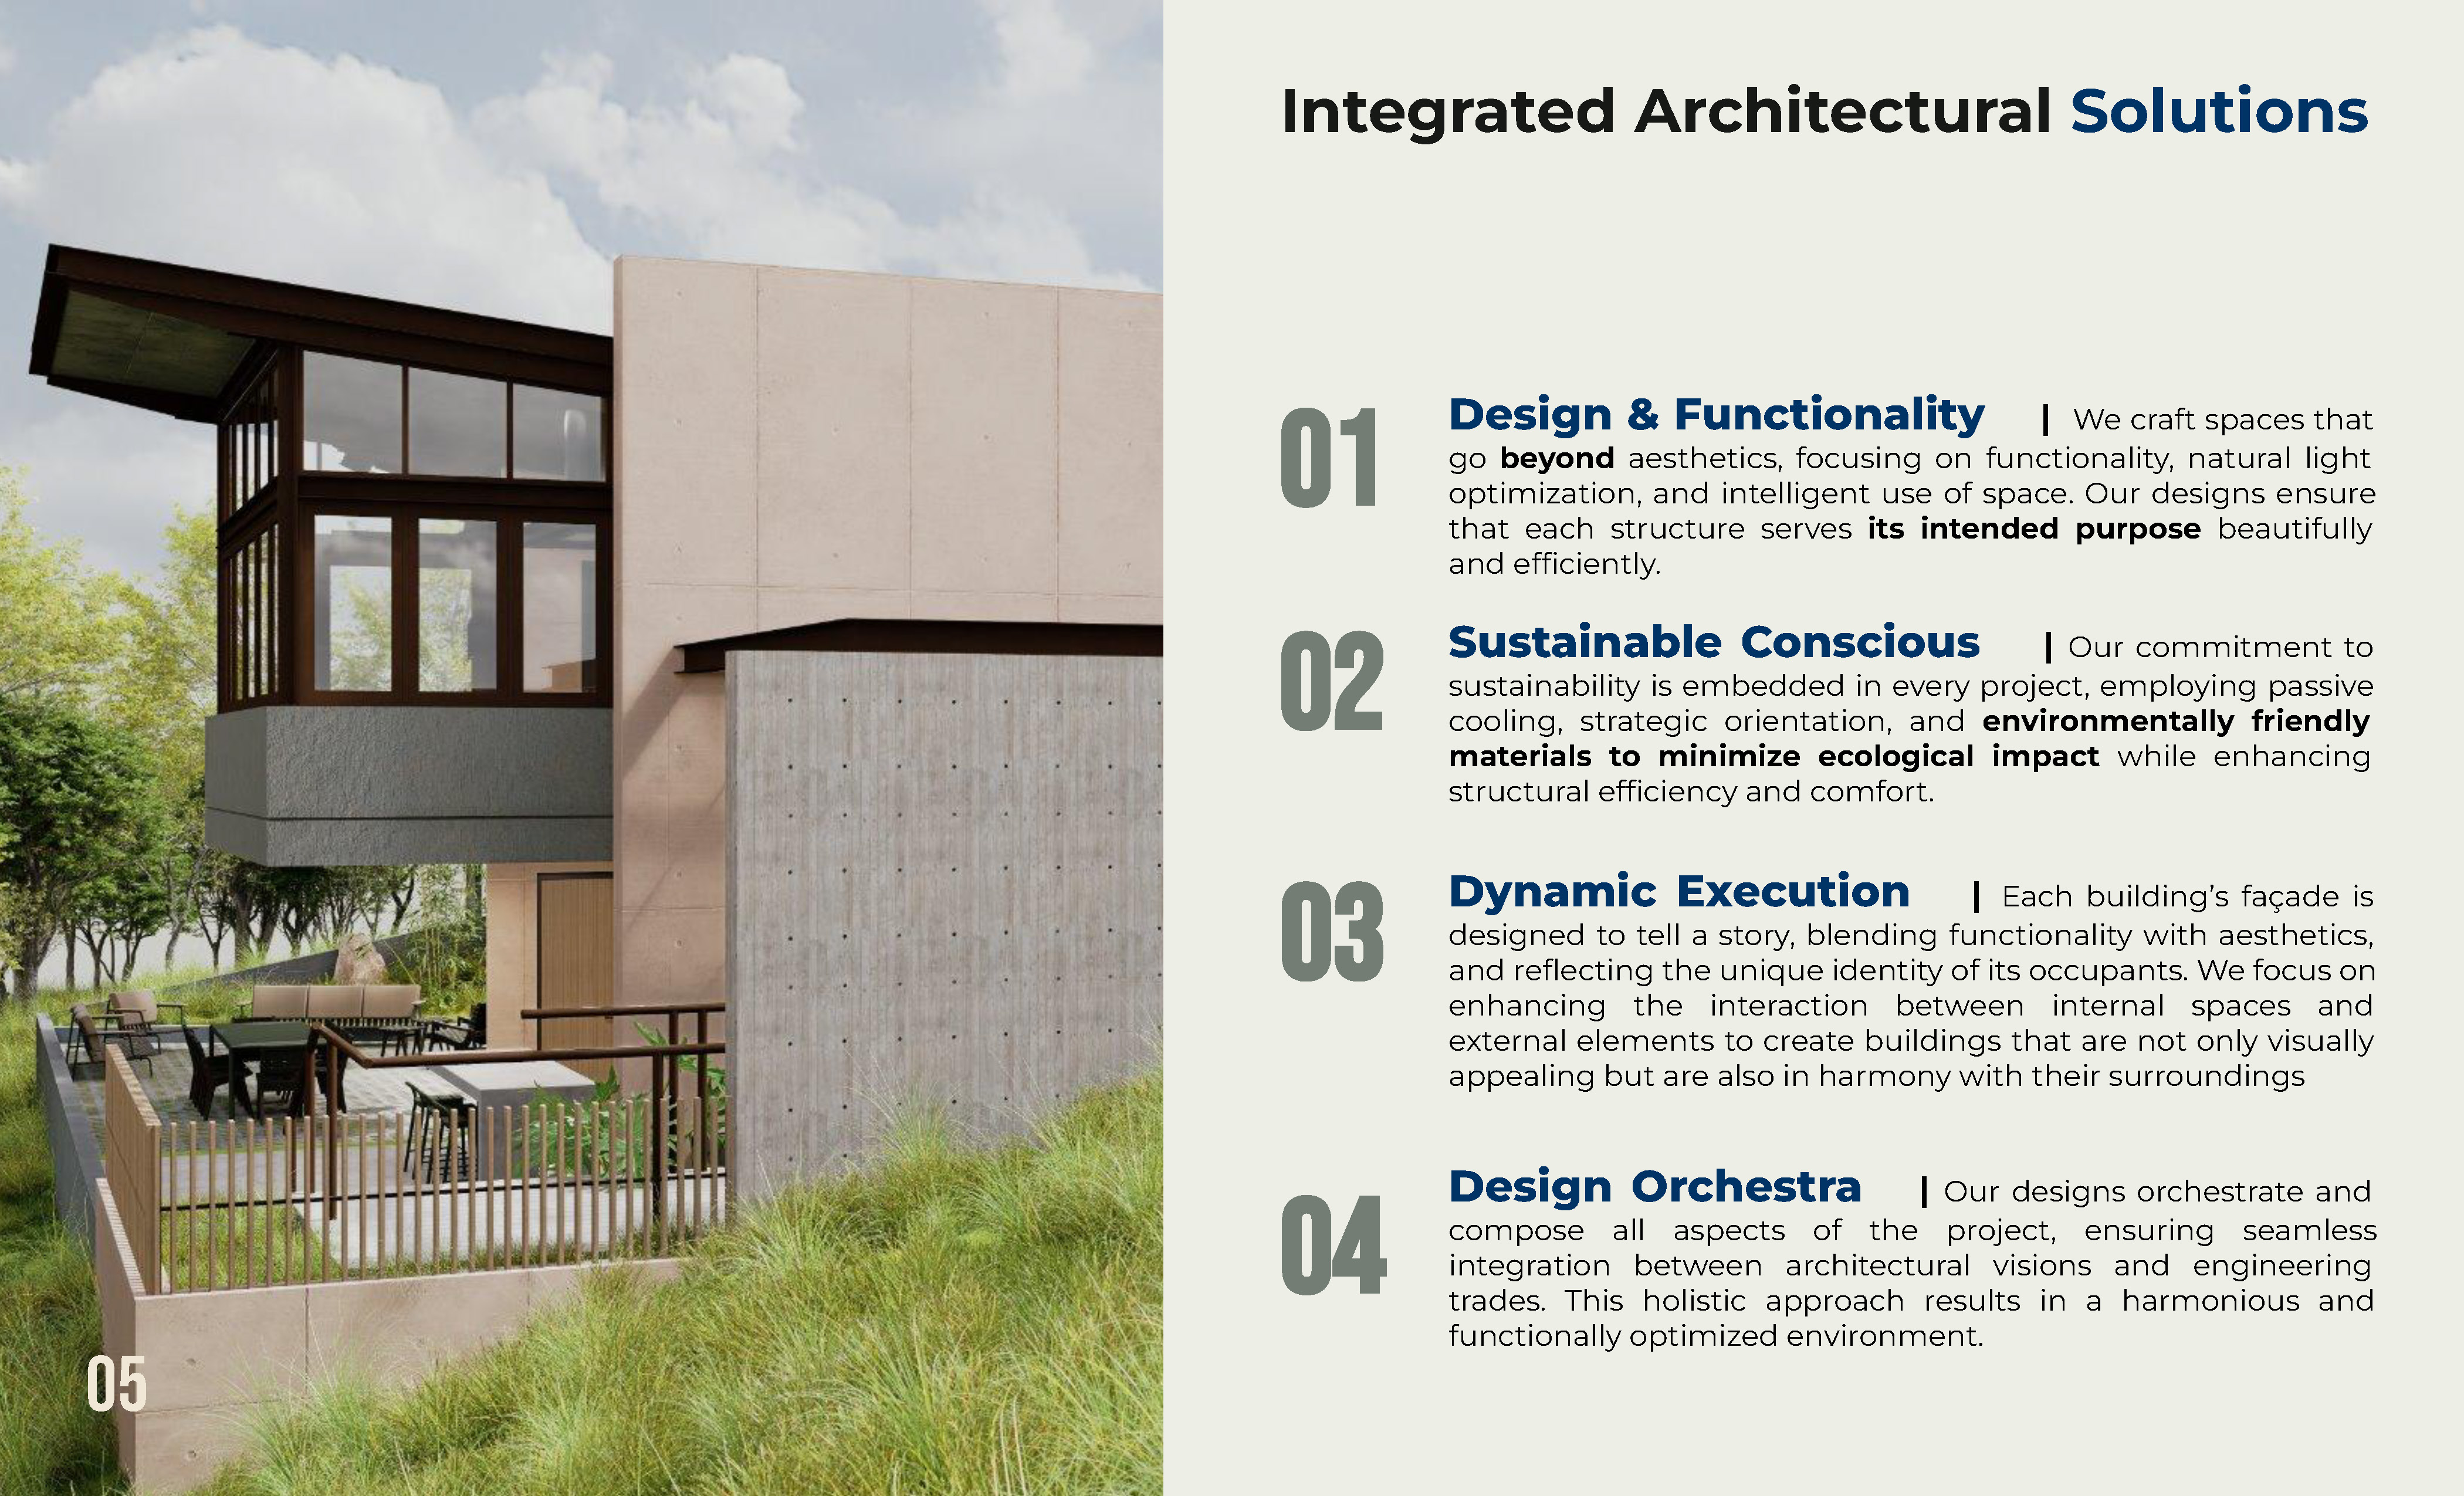 Integrated Architectural Solutions
01
Design & Functionality | We craft spaces that
go beyond aesthetics, focusing on functionality, natural light
optimization, and intelligent use of space. Our designs ensure
that each structure serves its intended purpose beautifully
and efficiently.
02
Sustainable Conscious | Our commitment to
sustainability is embedded in every project, employing passive
cooling, strategic orientation, and environmentally friendly
materials to minimize ecological impact while enhancing
structural efficiency and comfort.
03
Dynamic Execution | Each building’s façade is
designed to tell a story, blending functionality with aesthetics,
and reflecting the unique identity of its occupants. We focus on
enhancing the interaction between internal spaces and
external elements to create buildings that are not only visually
appealing but are also in harmony with their surroundings
04
Design Orchestra | Our designs orchestrate and
compose all aspects of the project, ensuring seamless
integration between architectural visions and engineering
trades. This holistic approach results in a harmonious and
functionally optimized environment.
05